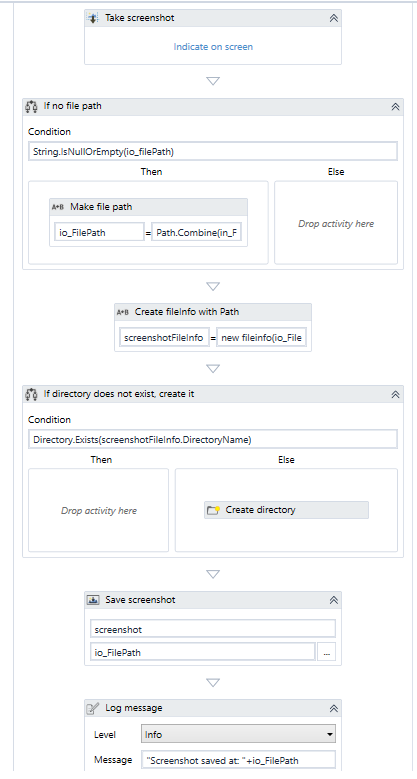 Take screenshot
Indicate on screen
If no file path
Condition
String.IsNullOrEmpty(io_filePath)
Then Else
A+B Make file path
io_FilePath = Path.Combine(in_F
Drop activity here
A+B Create fileInfo with Path
screenshotFileInfo = new fileinfo(io_File
If directory does not exist, create it
Condition
Directory.Exists(screenshotFileInfo.DirectoryName)
Then Else
Drop activity here Create directory
Save screenshot
screenshot
io_FilePath ...
Log message
Level Info
Message "Screenshot saved at: "+io_FilePath